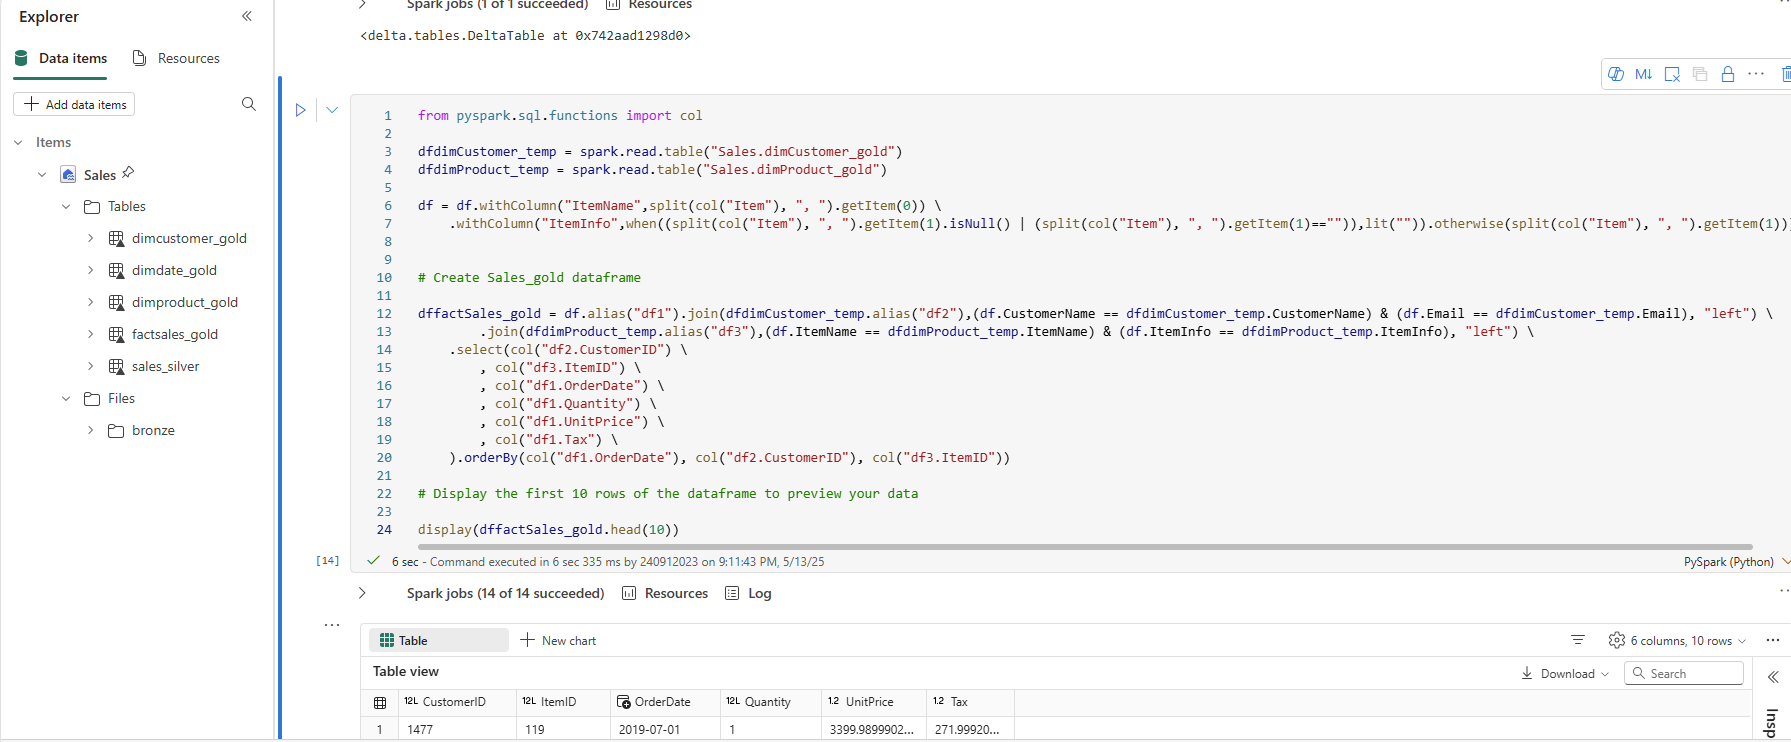 Explorer
Data items
Resources
Add data items
Items
Sales
Tables
dimcustomer_gold
dimdate_gold
dimproduct_gold
factsales_gold
sales_silver
Files
bronze
Spark jobs (1 of 1 succeeded) Resources
<delta.tables.DeltaTable at 0x742aad1298d0>
M↓
1 from pyspark.sql.functions import col
2
3 dfdimCustomer_temp = spark.read.table("Sales.dimCustomer_gold")
4 dfdimProduct_temp = spark.read.table("Sales.dimProduct_gold")
5
6 df = df.withColumn("ItemName",split(col("Item"), ", ").getItem(0)) \
7 .withColumn("ItemInfo",when((split(col("Item"), ", ").getItem(1).isNull() | (split(col("Item"), ", ").getItem(1)=="")),lit("")).otherwise(split(col("Item"), ", ").getItem(1))
8
9
10 # Create Sales_gold dataframe
11
12 dffactSales_gold = df.alias("df1").join(dfdimCustomer_temp.alias("df2"),(df.CustomerName == dfdimCustomer_temp.CustomerName) & (df.Email == dfdimCustomer_temp.Email), "left") \
13 .join(dfdimProduct_temp.alias("df3"),(df.ItemName == dfdimProduct_temp.ItemName) & (df.ItemInfo == dfdimProduct_temp.ItemInfo), "left") \
14 .select(col("df2.CustomerID") \
15 , col("df3.ItemID") \
16 , col("df1.OrderDate") \
17 , col("df1.Quantity") \
18 , col("df1.UnitPrice") \
19 , col("df1.Tax") \
20 ).orderBy(col("df1.OrderDate"), col("df2.CustomerID"), col("df3.ItemID"))
21
22 # Display the first 10 rows of the dataframe to preview your data
23
24 display(dffactSales_gold.head(10))
[14] 6 sec - Command executed in 6 sec 335 ms by 240912023 on 9:11:43 PM, 5/13/25 PySpark (Python)
Spark jobs (14 of 14 succeeded) Resources Log
Table New chart 6 columns, 10 rows
Table view Download Search
12L CustomerID 12L ItemID OrderDate 12L Quantity 1.2 UnitPrice 1.2 Tax
1 1477 119 2019-07-01 1 3399.9899902... 271.99920...
Insp